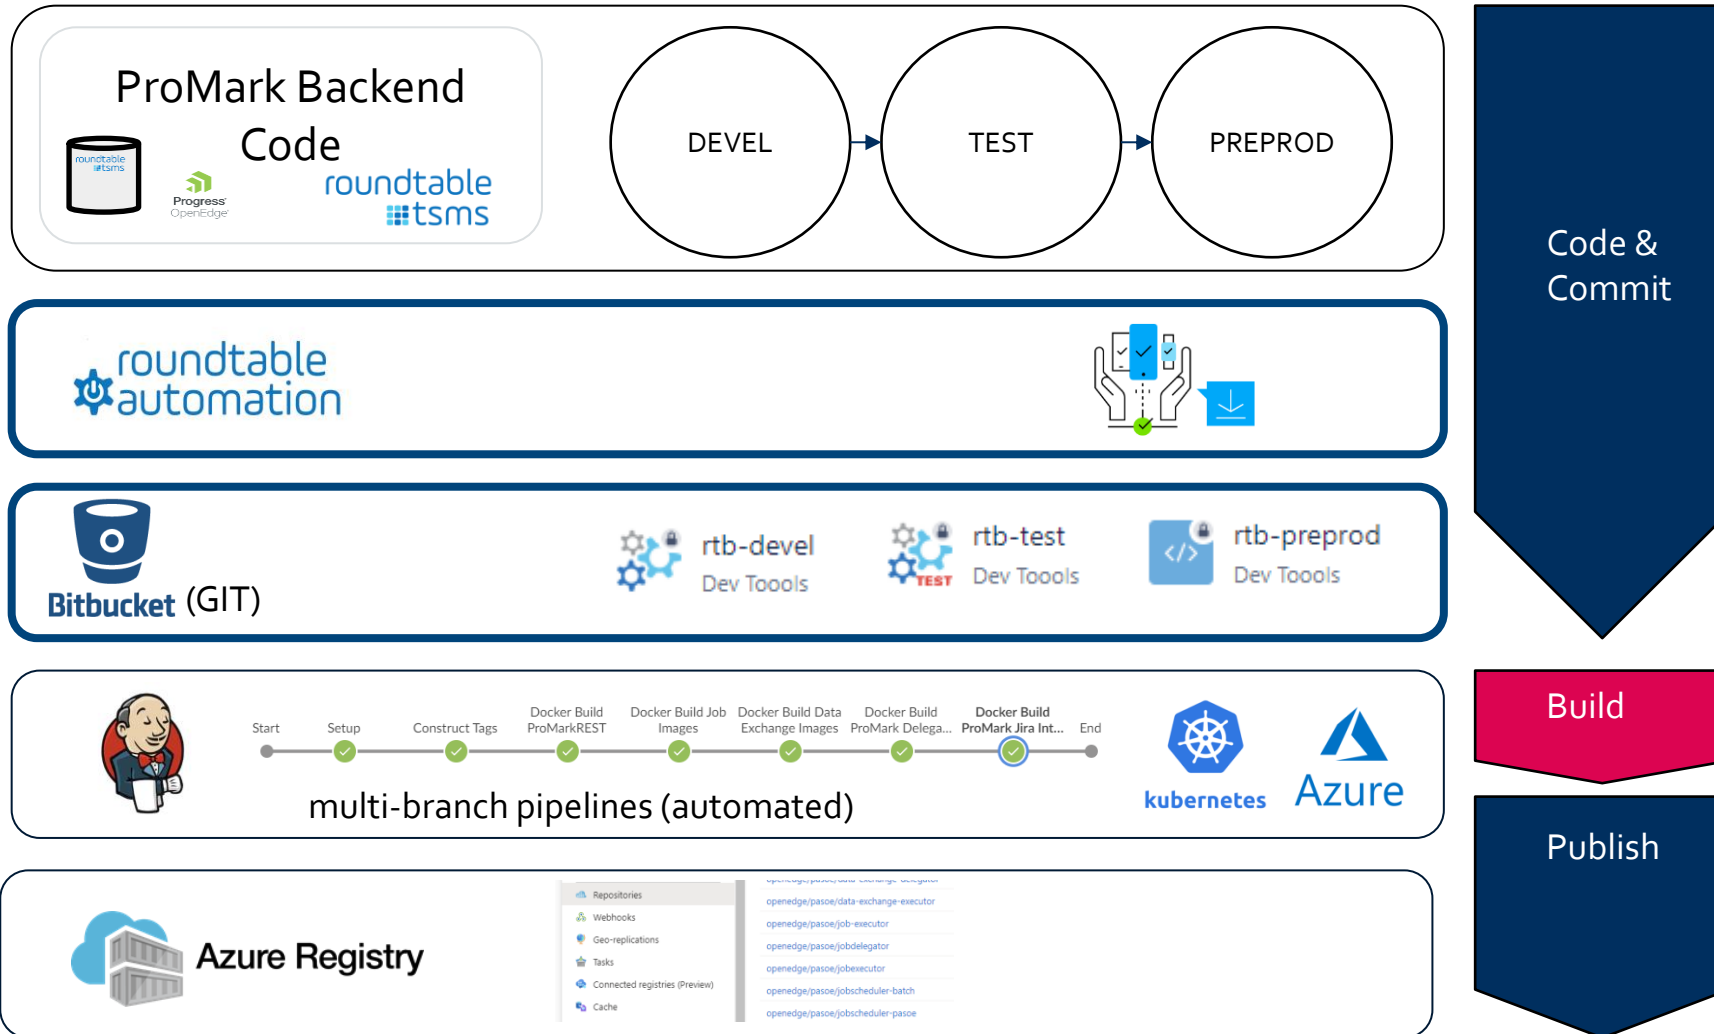 ProMark Backend
Code
roundtable
tsms
Progress
OpenEdge
roundtable
tsms
DEVEL
TEST
PREPROD
Code &
Commit
roundtable
automation
Bitbucket (GIT)
rtb-devel
Dev Toools
TEST
rtb-test
Dev Toools
</>
rtb-preprod
Dev Toools
Start
Setup
Construct Tags
Docker Build
ProMarkREST
Docker Build Job
Images
Docker Build Data
Exchange Images
Docker Build
ProMark Delega...
Docker Build
ProMark Jira Int...
End
multi-branch pipelines (automated)
kubernetes
Azure
Build
Publish
Azure Registry
Repositories
Webhooks
Geo-replications
Tasks
Connected registries (Preview)
Cache
openedge/pasoe/data-exchange-delegator
openedge/pasoe/data-exchange-executor
openedge/pasoe/job-executor
openedge/pasoe/jobdelegator
openedge/pasoe/jobexecutor
openedge/pasoe/jobscheduler-batch
openedge/pasoe/jobscheduler-pasoe